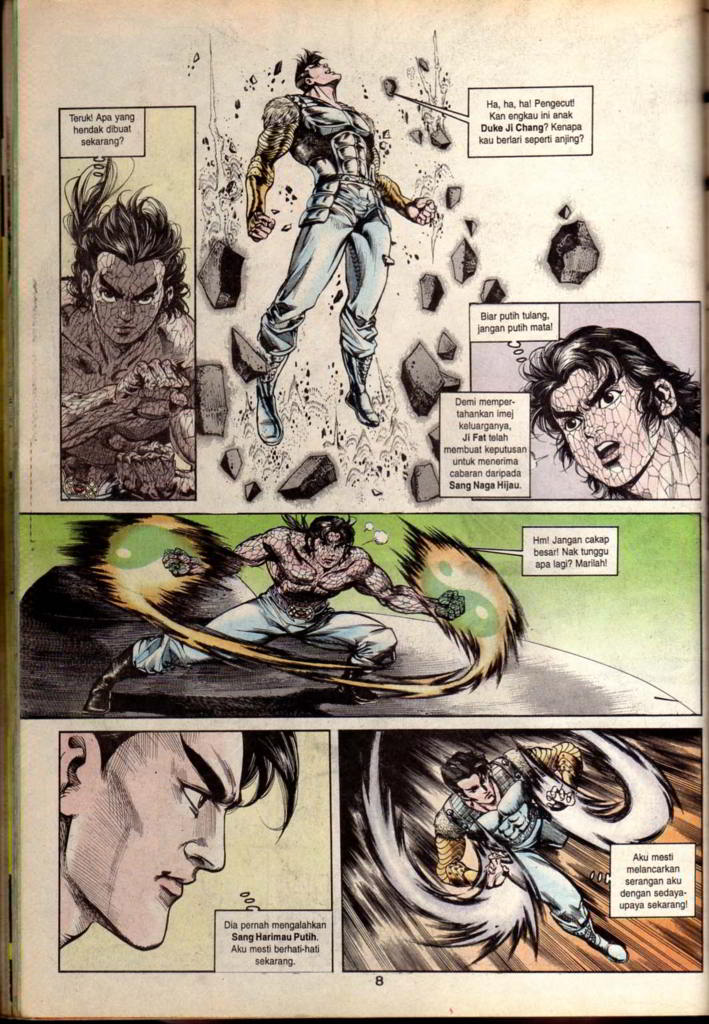 Teruk! Apa yang
hendak dibuat
sekarang?
Ha, ha, ha! Pengecut!
Kan engkau ini anak
Duke Ji Chang? Kenapa
kau berlari seperti anjing?
Biar putih tulang,
jangan putih mata!
Demi memper-
tahankan imej
keluarganya,
Ji Fat telah
membuat keputusan
untuk menerima
cabaran daripada
Sang Naga Hijau.
Hm! Jangan cakap
besar! Nak tunggu
apa lagi? Marilah!
Dia pernah mengalahkan
Sang Harimau Putih.
Aku mesti berhati-hati
sekarang.
Aku mesti
melancarkan
serangan aku
dengan sedaya-
upaya sekarang!
8